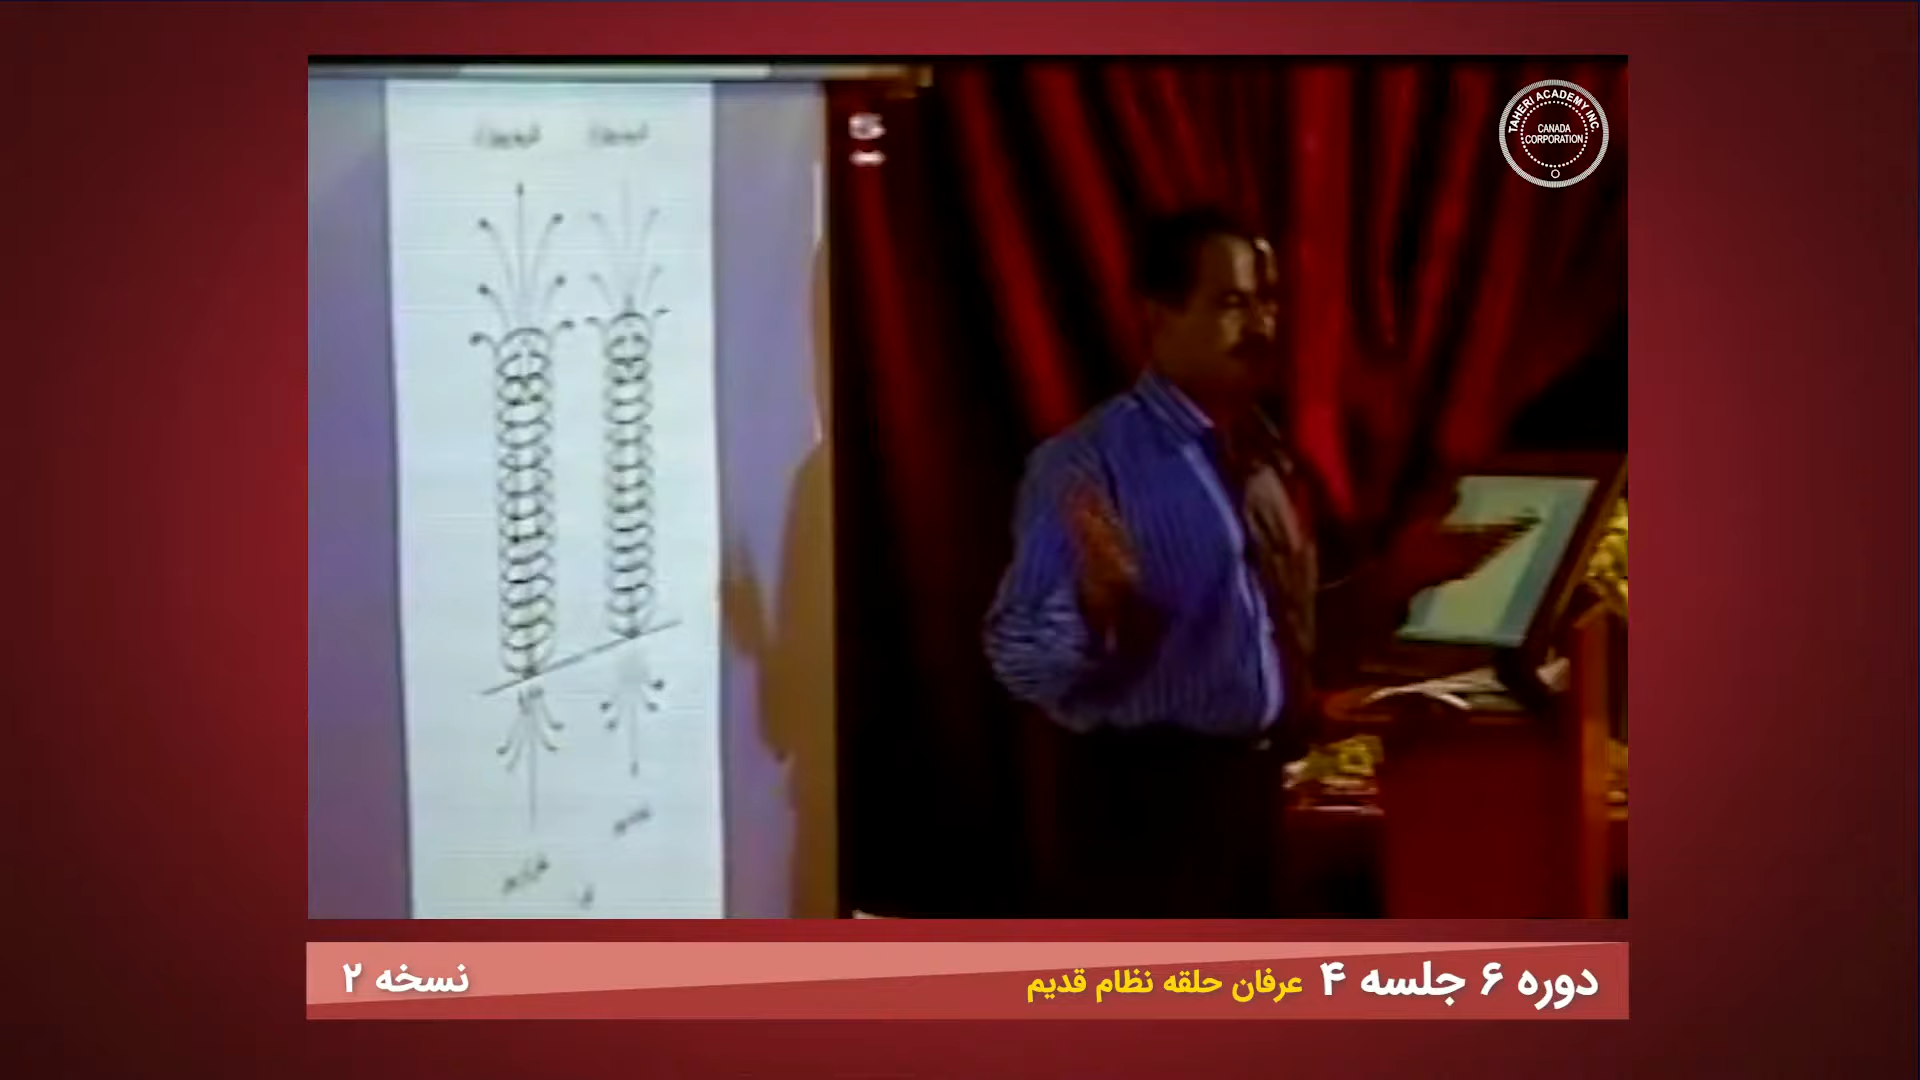 TAHERI ACADEMY INC.
CANADA
CORPORATION
دوره ۶ جلسه ۴ عرفان حلقه نظام قدیم
نسخه ۲